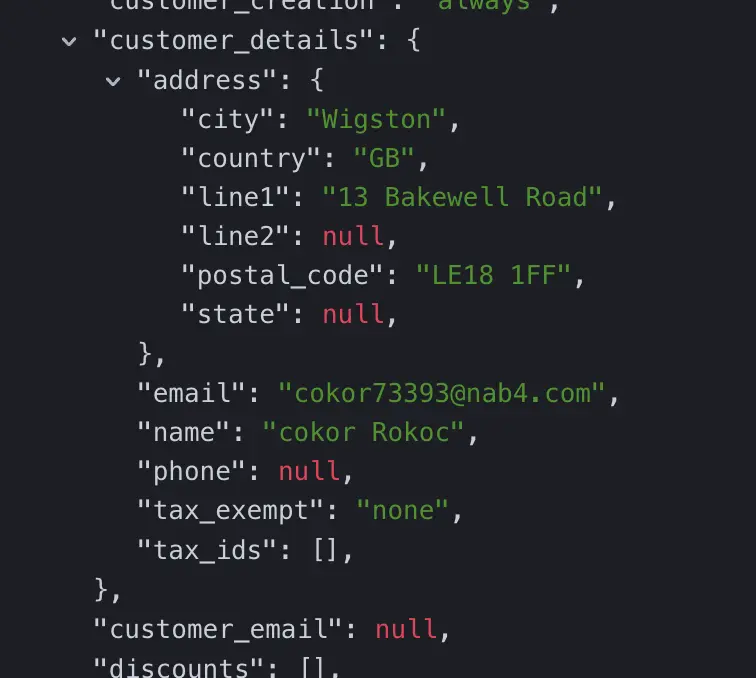 "customer_creation": "always",
"customer_details": {
"address": {
"city": "Wigston",
"country": "GB",
"line1": "13 Bakewell Road",
"line2": null,
"postal_code": "LE18 1FF",
"state": null,
},
"email": "cokor73393@nab4.com",
"name": "cokor Rokoc",
"phone": null,
"tax_exempt": "none",
"tax_ids": [],
},
"customer_email": null,
"discounts": [],